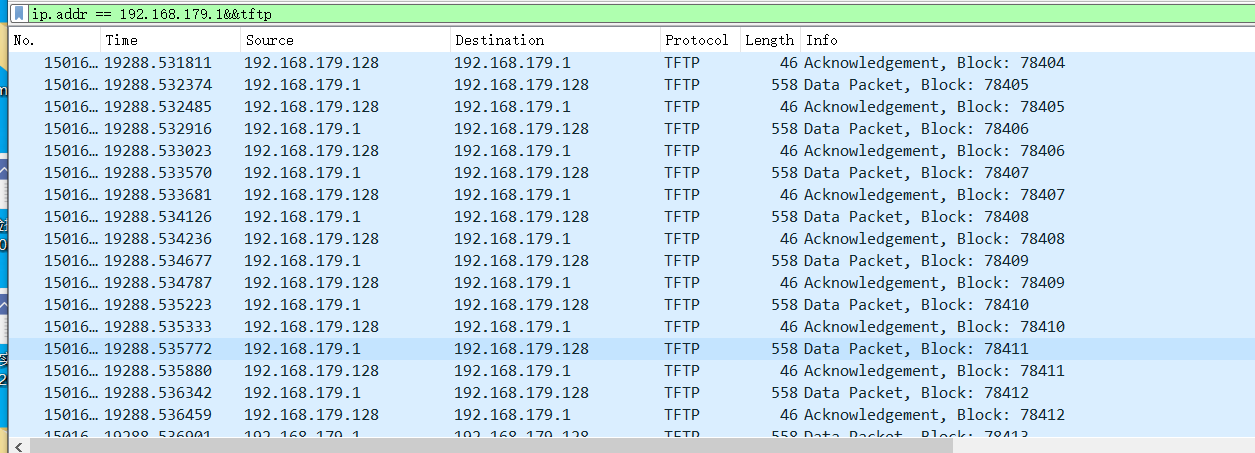 ip.addr == 192.168.179.1&&tftp
No. Time Source Destination Protocol Length Info
15016… 19288.531811 192.168.179.128 192.168.179.1 TFTP 46 Acknowledgement, Block: 78404
15016… 19288.532374 192.168.179.1 192.168.179.128 TFTP 558 Data Packet, Block: 78405
15016… 19288.532485 192.168.179.128 192.168.179.1 TFTP 46 Acknowledgement, Block: 78405
15016… 19288.532916 192.168.179.1 192.168.179.128 TFTP 558 Data Packet, Block: 78406
15016… 19288.533023 192.168.179.128 192.168.179.1 TFTP 46 Acknowledgement, Block: 78406
15016… 19288.533570 192.168.179.1 192.168.179.128 TFTP 558 Data Packet, Block: 78407
15016… 19288.533681 192.168.179.128 192.168.179.1 TFTP 46 Acknowledgement, Block: 78407
15016… 19288.534126 192.168.179.1 192.168.179.128 TFTP 558 Data Packet, Block: 78408
15016… 19288.534236 192.168.179.128 192.168.179.1 TFTP 46 Acknowledgement, Block: 78408
15016… 19288.534677 192.168.179.1 192.168.179.128 TFTP 558 Data Packet, Block: 78409
15016… 19288.534787 192.168.179.128 192.168.179.1 TFTP 46 Acknowledgement, Block: 78409
15016… 19288.535223 192.168.179.1 192.168.179.128 TFTP 558 Data Packet, Block: 78410
15016… 19288.535333 192.168.179.128 192.168.179.1 TFTP 46 Acknowledgement, Block: 78410
15016… 19288.535772 192.168.179.1 192.168.179.128 TFTP 558 Data Packet, Block: 78411
15016… 19288.535880 192.168.179.128 192.168.179.1 TFTP 46 Acknowledgement, Block: 78411
15016… 19288.536342 192.168.179.1 192.168.179.128 TFTP 558 Data Packet, Block: 78412
15016… 19288.536459 192.168.179.128 192.168.179.1 TFTP 46 Acknowledgement, Block: 78412
15016… 19288.536901 192.168.179.1 192.168.179.128 TFTP 558 Data Packet, Block: 78413